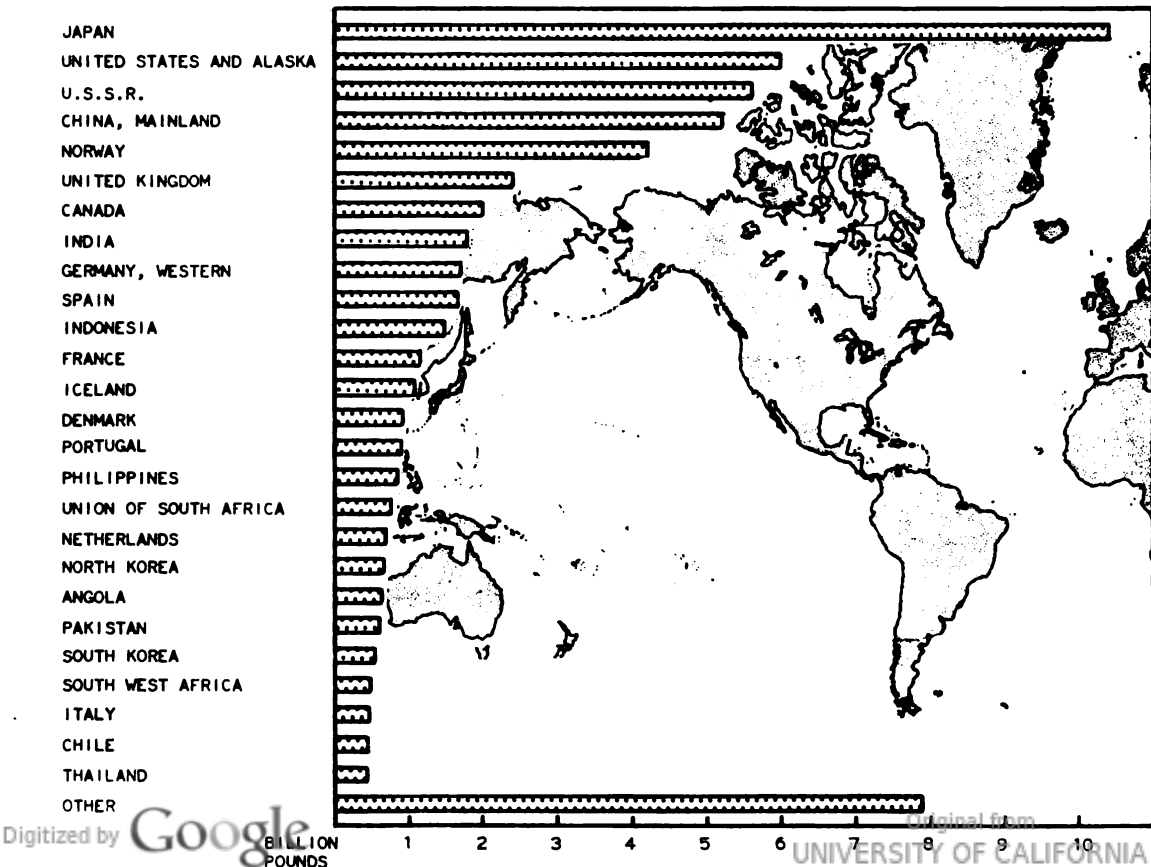 JAPAN
UNITED STATES AND ALASKA
U.S.S.R.
CHINA, MAINLAND
NORWAY
UNITED KINGDOM
CANADA
INDIA
GERMANY, WESTERN
SPAIN
INDONESIA
FRANCE
ICELAND
DENMARK
PORTUGAL
PHILIPPINES
UNION OF SOUTH AFRICA
NETHERLANDS
NORTH KOREA
ANGOLA
PAKISTAN
SOUTH KOREA
SOUTH WEST AFRICA
ITALY
CHILE
THAILAND
OTHER
BILLION 1 2 3 4 5 6 7 8 9 10
POUNDS
Digitized by Google
Original from
UNIVERSITY OF CALIFORNIA